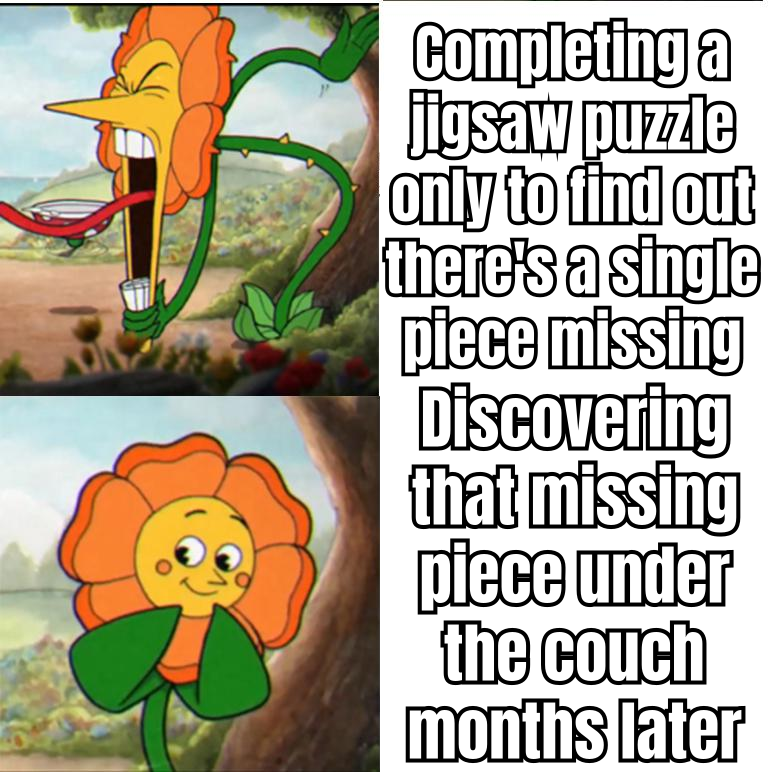 Completing a
jigsaw puzzle
only to find out
there's a single
piece missing
Discovering
that missing
piece under
the couch
months later